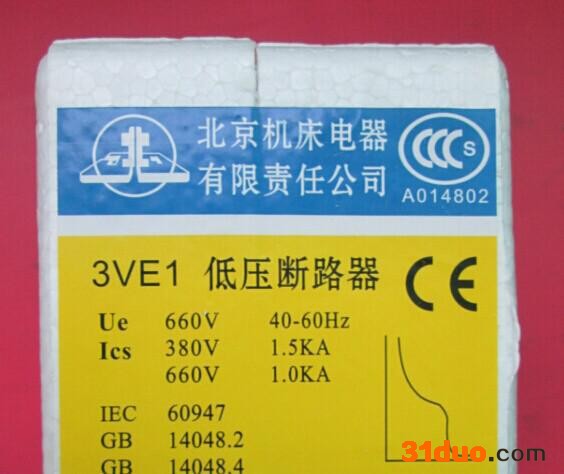 北京机床电器
有限责任公司
CCC S
A014802
3VE1 低压断路器 CE
Ue 660V 40-60Hz
Ics 380V 1.5KA
660V 1.0KA
IEC 60947
GB 14048.2
GB 14048.4
31duo.com